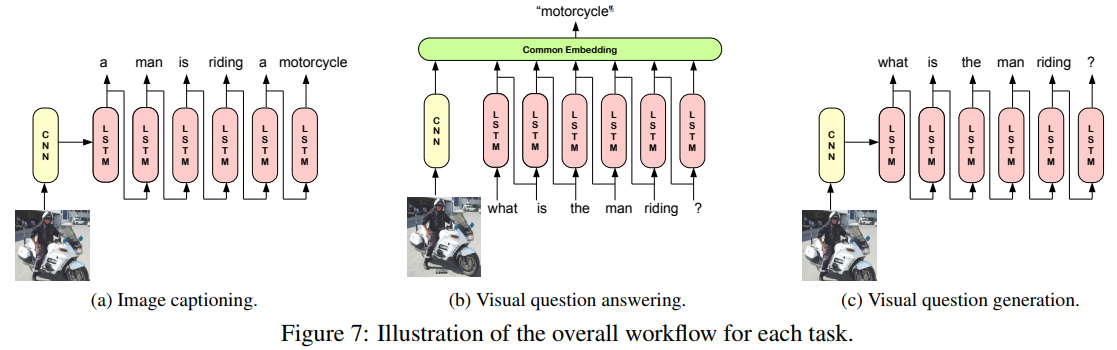 a man is riding a motorcycle
CNN
LSTM LSTM LSTM LSTM LSTM LSTM
(a) Image captioning.
"motorcycle"
Common Embedding
CNN
LSTM LSTM LSTM LSTM LSTM LSTM
what is the man riding ?
(b) Visual question answering.
what is the man riding ?
CNN
LSTM LSTM LSTM LSTM LSTM LSTM
(c) Visual question generation.
Figure 7: Illustration of the overall workflow for each task.